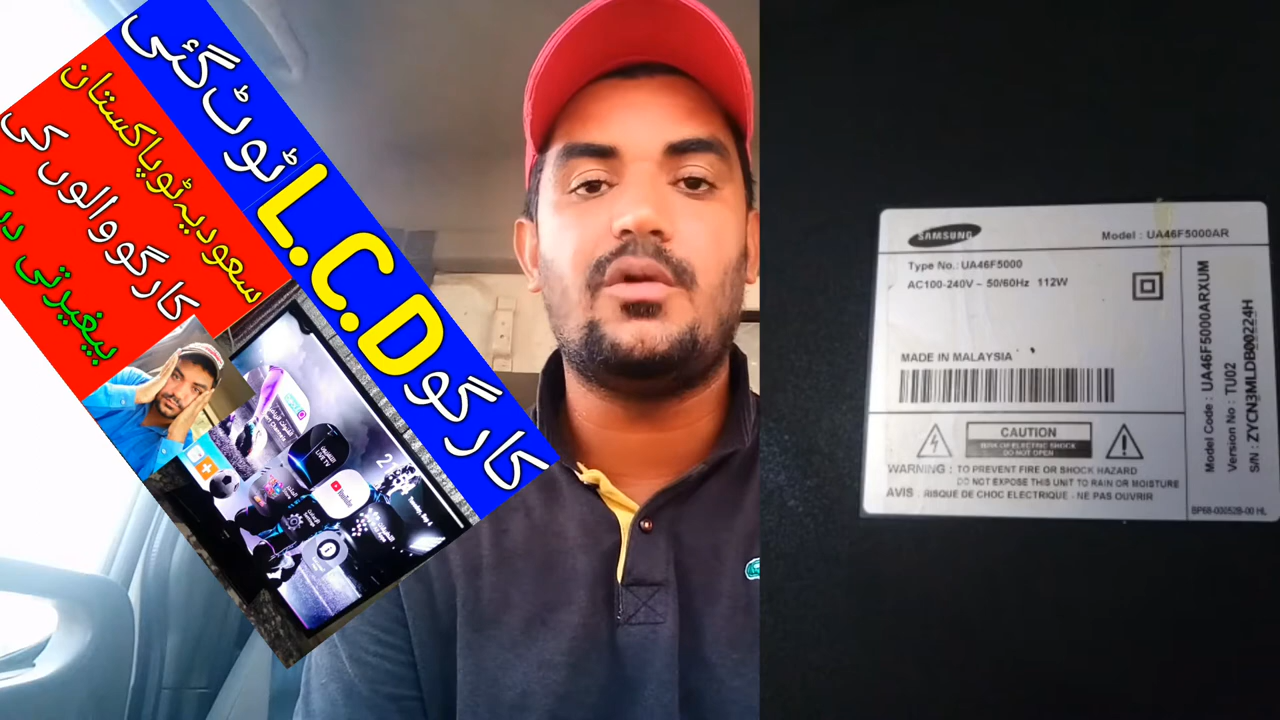 کارگو L.C.D ٹوٹ گئی
سعودیہ ٹو پاکستان
کارگو والوں کی
بیغیرتی
LIVE TV
YouTube
SAMSUNG
Model : UA46F5000AR
Type No.: UA46F5000
AC100-240V ~ 50/60Hz 112W
MADE IN MALAYSIA
CAUTION
RISK OF ELECTRIC SHOCK
DO NOT OPEN
WARNING : TO PREVENT FIRE OR SHOCK HAZARD
DO NOT EXPOSE THIS UNIT TO RAIN OR MOISTURE
AVIS : RISQUE DE CHOC ELECTRIQUE - NE PAS OUVRIR
Model Code : UA46F5000ARXUM
Version No : TU02
S/N : ZYCN3MLDB00224H
BP68-00052B-00 HL